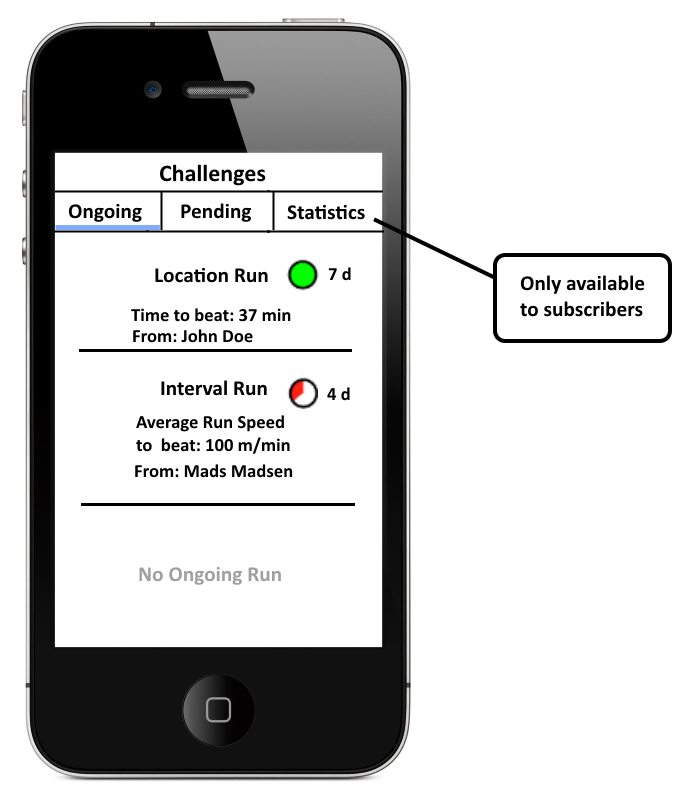 Challenges
Ongoing Pending Statistics
Location Run 7 d
Time to beat: 37 min
From: John Doe
Interval Run 4 d
Average Run Speed
to beat: 100 m/min
From: Mads Madsen
No Ongoing Run
Only available
to subscribers